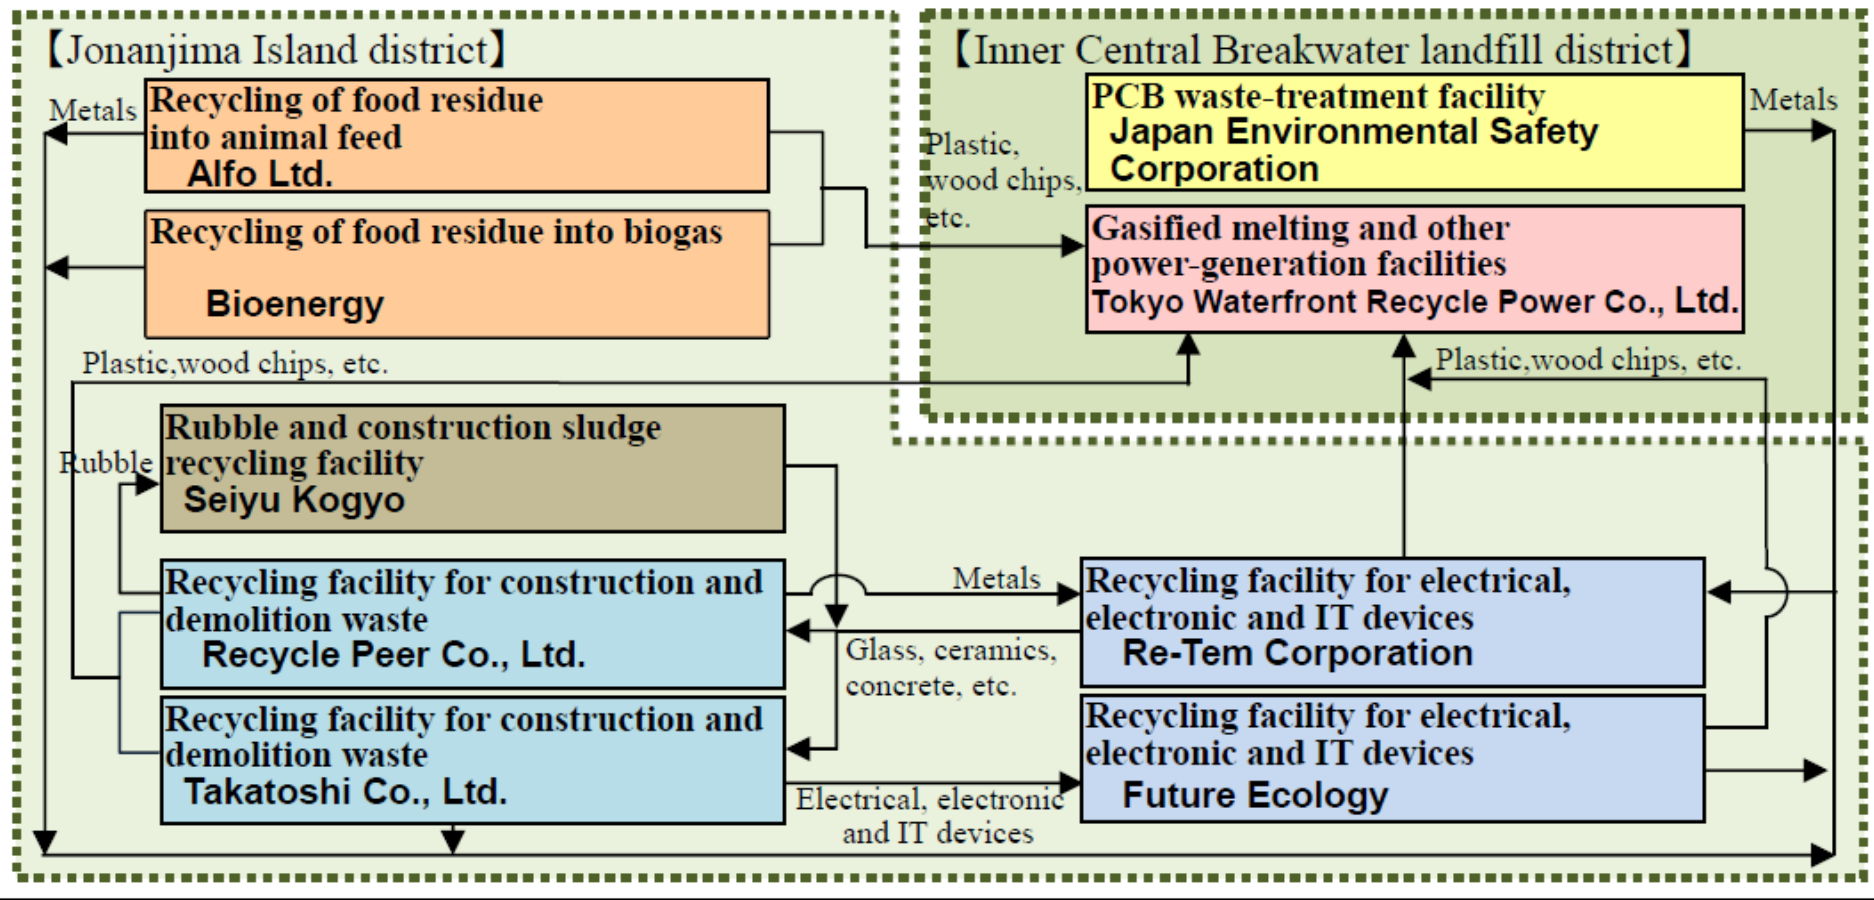 【Jonanjima Island district】
Metals
Recycling of food residue
into animal feed
Alfo Ltd.
Recycling of food residue into biogas
Bioenergy
Plastic,wood chips, etc.
Rubble and construction sludge
recycling facility
Seiyu Kogyo
Rubble
Recycling facility for construction and
demolition waste
Recycle Peer Co., Ltd.
Recycling facility for construction and
demolition waste
Takatoshi Co., Ltd.
【Inner Central Breakwater landfill district】
PCB waste-treatment facility
Japan Environmental Safety
Corporation
Metals
Plastic,
wood chips,
etc.
Gasified melting and other
power-generation facilities
Tokyo Waterfront Recycle Power Co., Ltd.
Plastic,wood chips, etc.
Metals
Glass, ceramics,
concrete, etc.
Recycling facility for electrical,
electronic and IT devices
Re-Tem Corporation
Electrical, electronic
and IT devices
Recycling facility for electrical,
electronic and IT devices
Future Ecology